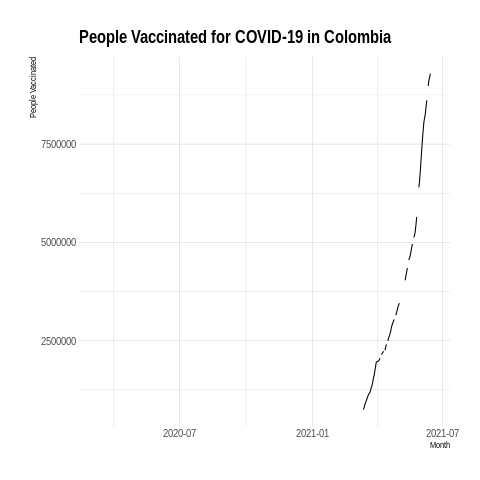 People Vaccinated for COVID-19 in Colombia
People Vaccinated
7500000
5000000
2500000
2020-07
2021-01
2021-07
Month